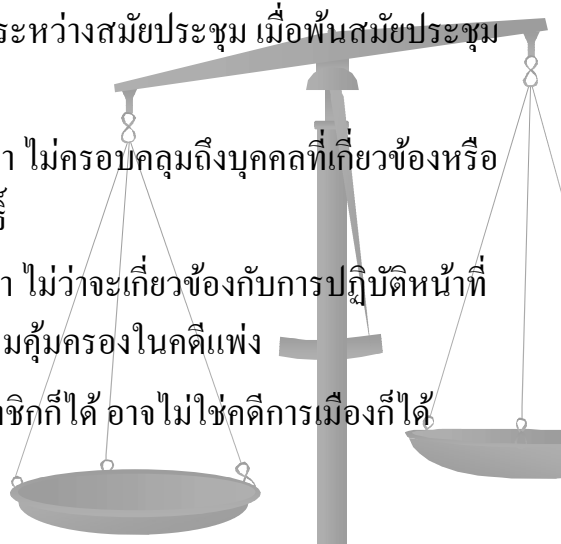 ระหว่างสมัยประชุม เมื่อพ้นสมัยประชุม
า ไม่ครอบคลุมถึงบุคคลที่เกี่ยวข้องหรือ
ธิ์
า ไม่ว่าจะเกี่ยวข้องกับการปฏิบัติหน้าที่
มคุ้มครองในคดีแพ่ง
าชิกก็ได้ อาจไม่ใช่คดีการเมืองก็ได้